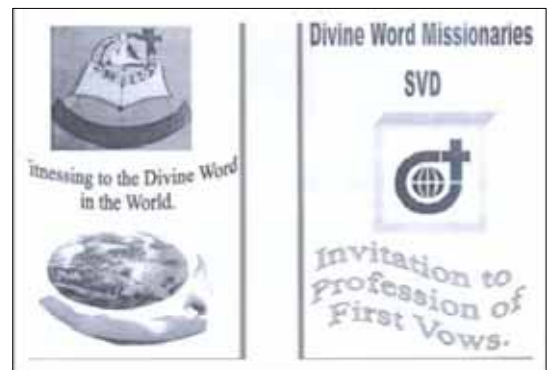 itnessing to the Divine Word
in the World.
Divine Word Missionaries
SVD
Invitation to
Profession of
First Vows.